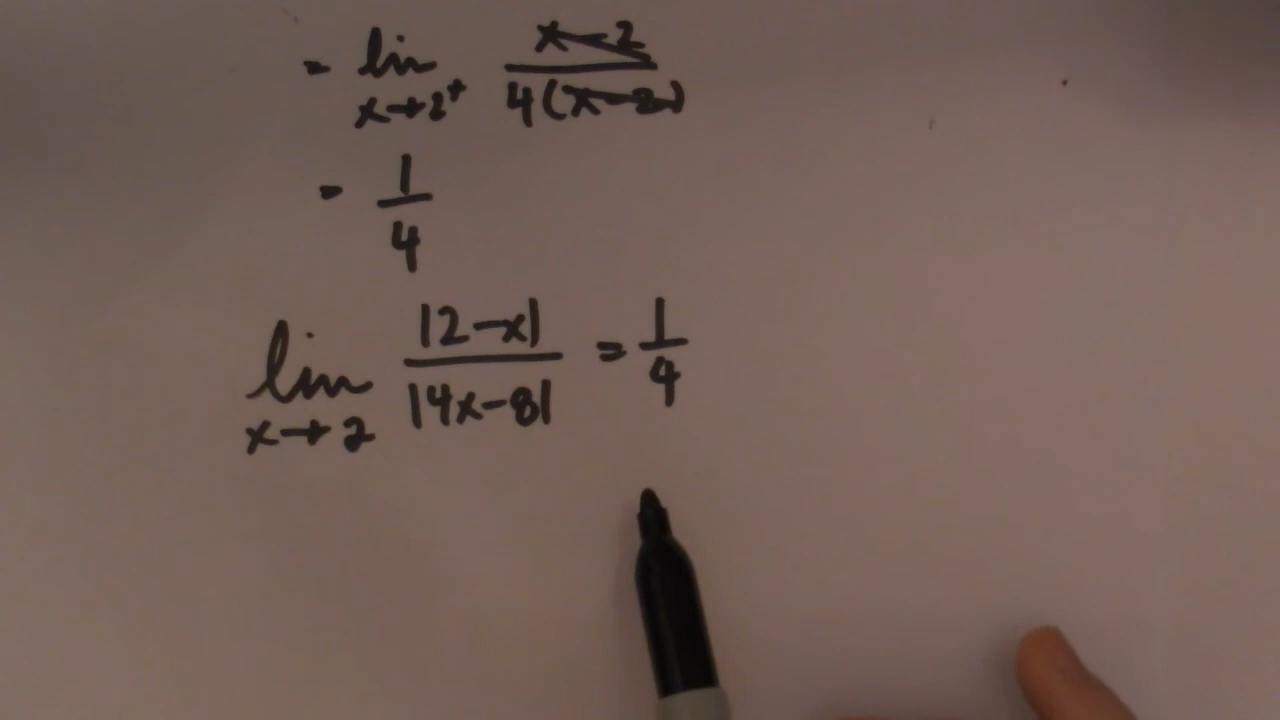 = lim x→2⁺ x-2 / 4(x-2)
= 1/4
lim x→2 |2-x| / |4x-8| = 1/4